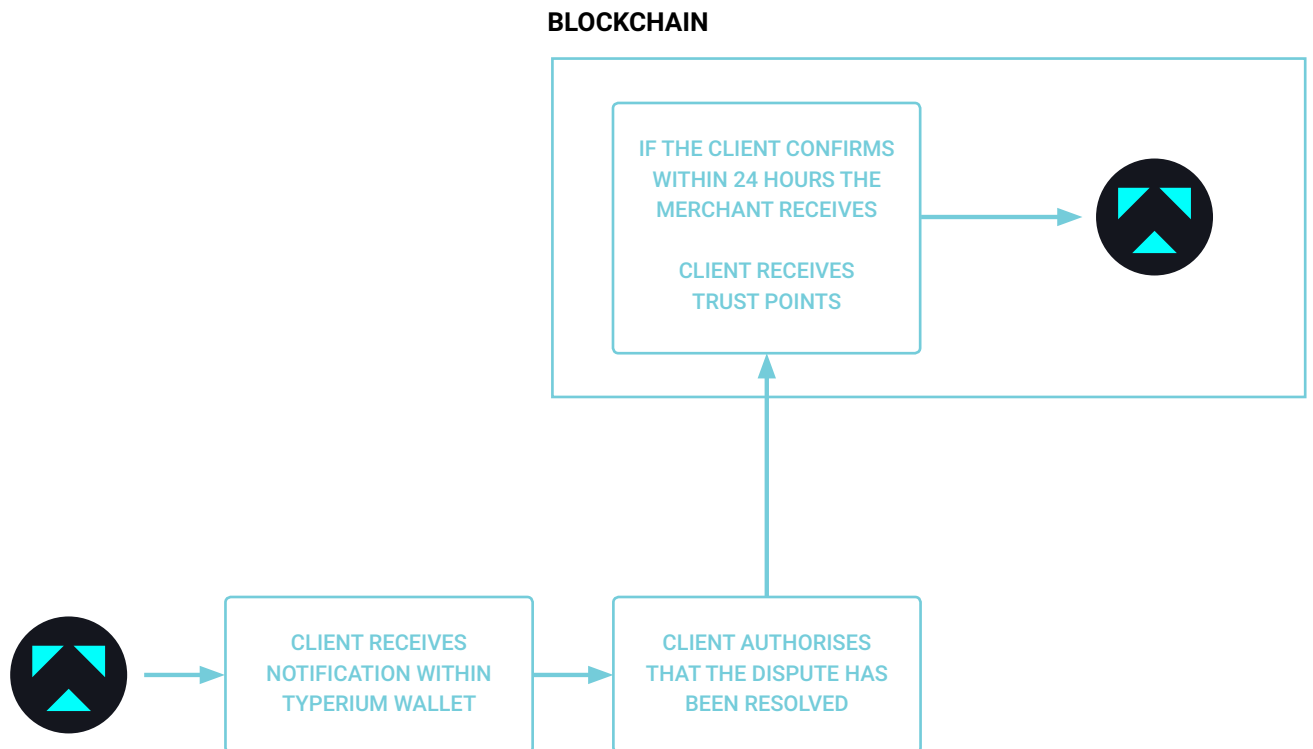 BLOCKCHAIN
IF THE CLIENT CONFIRMS
WITHIN 24 HOURS THE
MERCHANT RECEIVES
CLIENT RECEIVES
TRUST POINTS
CLIENT RECEIVES
NOTIFICATION WITHIN
TYPERIUM WALLET
CLIENT AUTHORISES
THAT THE DISPUTE HAS
BEEN RESOLVED